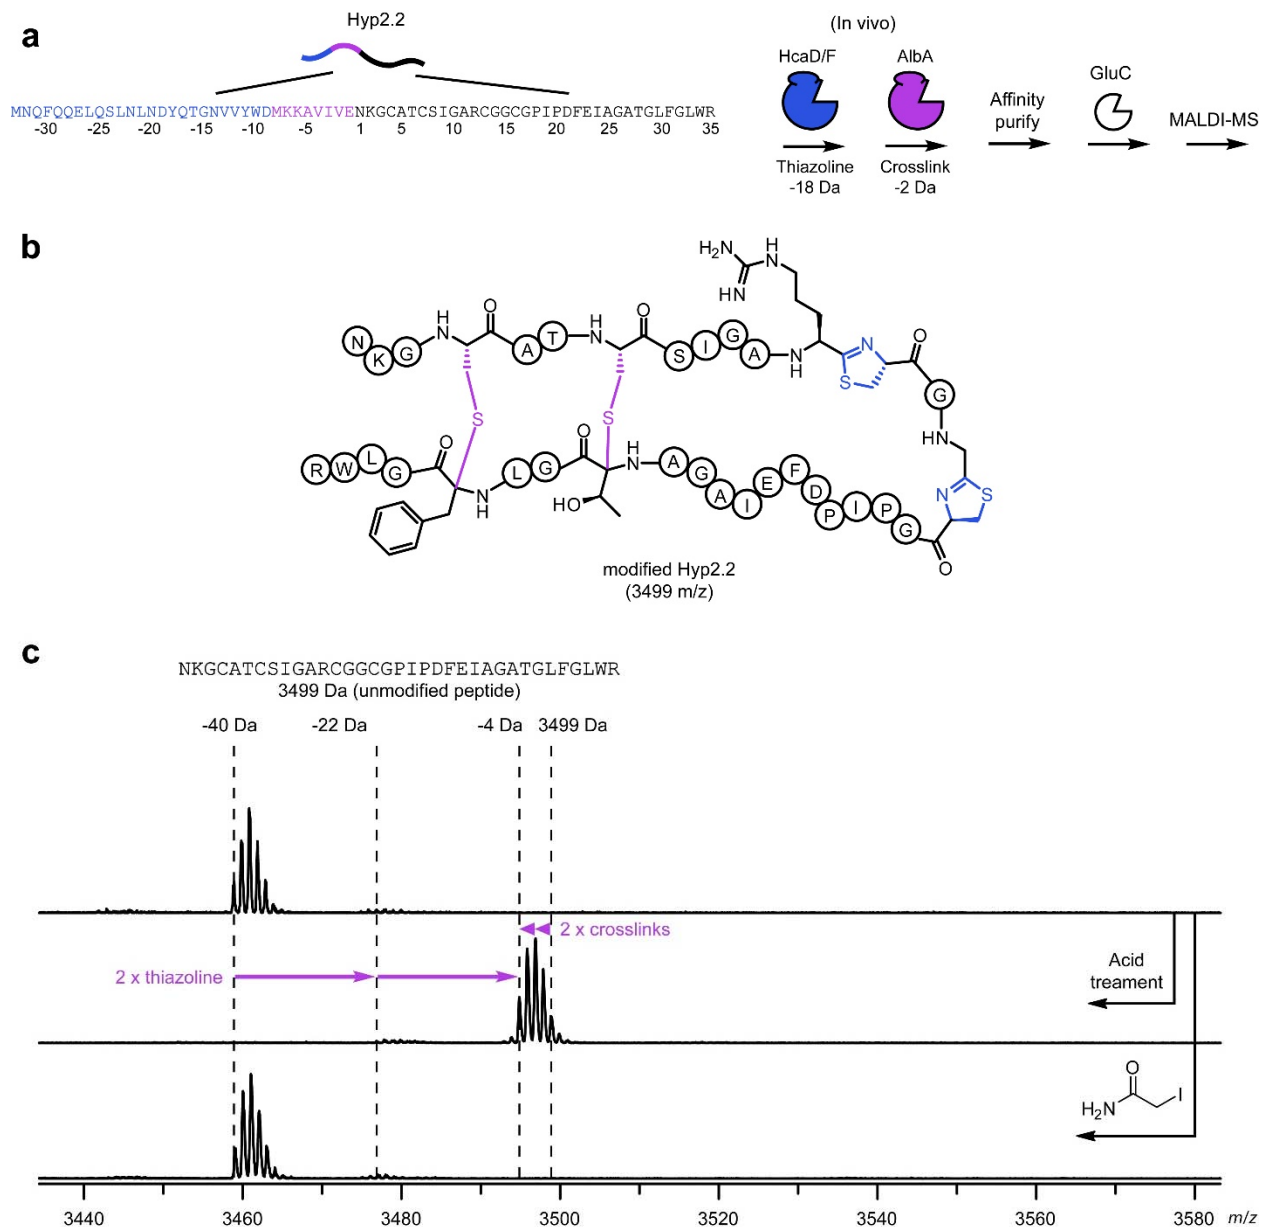 a
Hyp2.2
MNQFQQELQSLNLNDYQTGNVVYWDMKKAVIVENKGCATCSIGARCGGCGPIPDFEIAGATGLFGLWR
-30 -25 -20 -15 -10 -5 1 5 10 15 20 25 30 35
(In vivo)
HcaD/F
AlbA
Thiazoline
-18 Da
Crosslink
-2 Da
Affinity
purify
GluC
MALDI-MS
b
H2N
H
N
HN
N K G
H
N
O
A T
H
N
O
S I G A
N
H
N
S
O
G
HN
N
S
R W L G
O
N
H
L G
O
HO
H
N
A G A I E F D P I P G
O
S
S
modified Hyp2.2
(3499 m/z)
c
NKGCATCSIGARCGGCGPIPDFEIAGATGLFGLWR
3499 Da (unmodified peptide)
-40 Da -22 Da -4 Da 3499 Da
2 x crosslinks
2 x thiazoline
Acid
treament
O
H2N
I
3440 3460 3480 3500 3520 3540 3560 3580 m/z